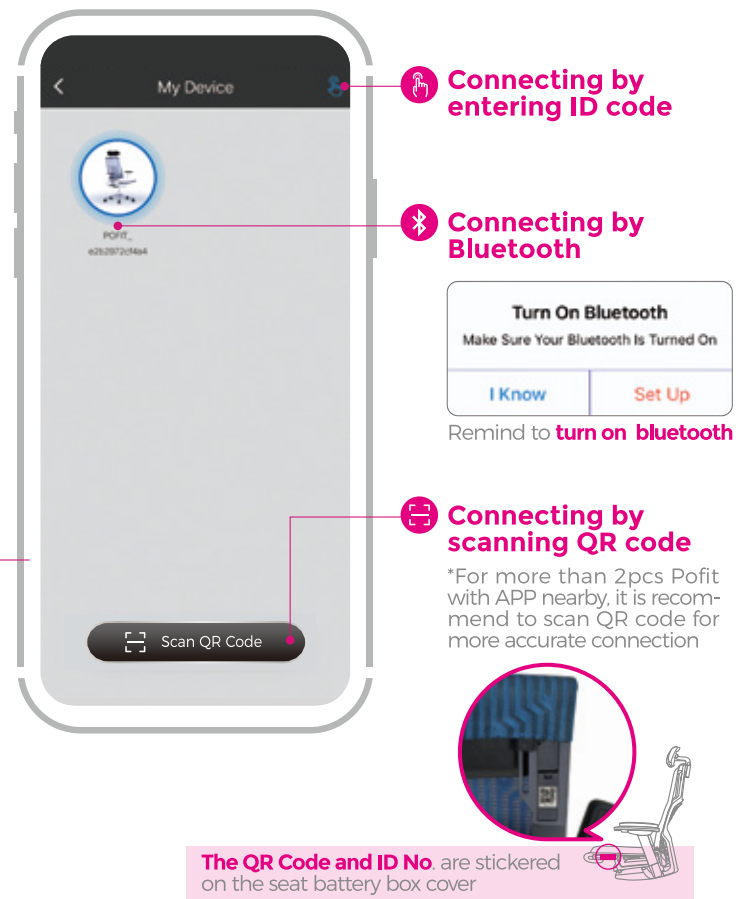 My Device
POFIT_
e2b2972cf4a4
Scan QR Code
Connecting by
entering ID code
Connecting by
Bluetooth
Turn On Bluetooth
Make Sure Your Bluetooth Is Turned On
I Know
Set Up
Remind to turn on bluetooth
Connecting by
scanning QR code
*For more than 2pcs Pofit
with APP nearby, it is recom-
mend to scan QR code for
more accurate connection
The QR Code and ID No. are stickered
on the seat battery box cover